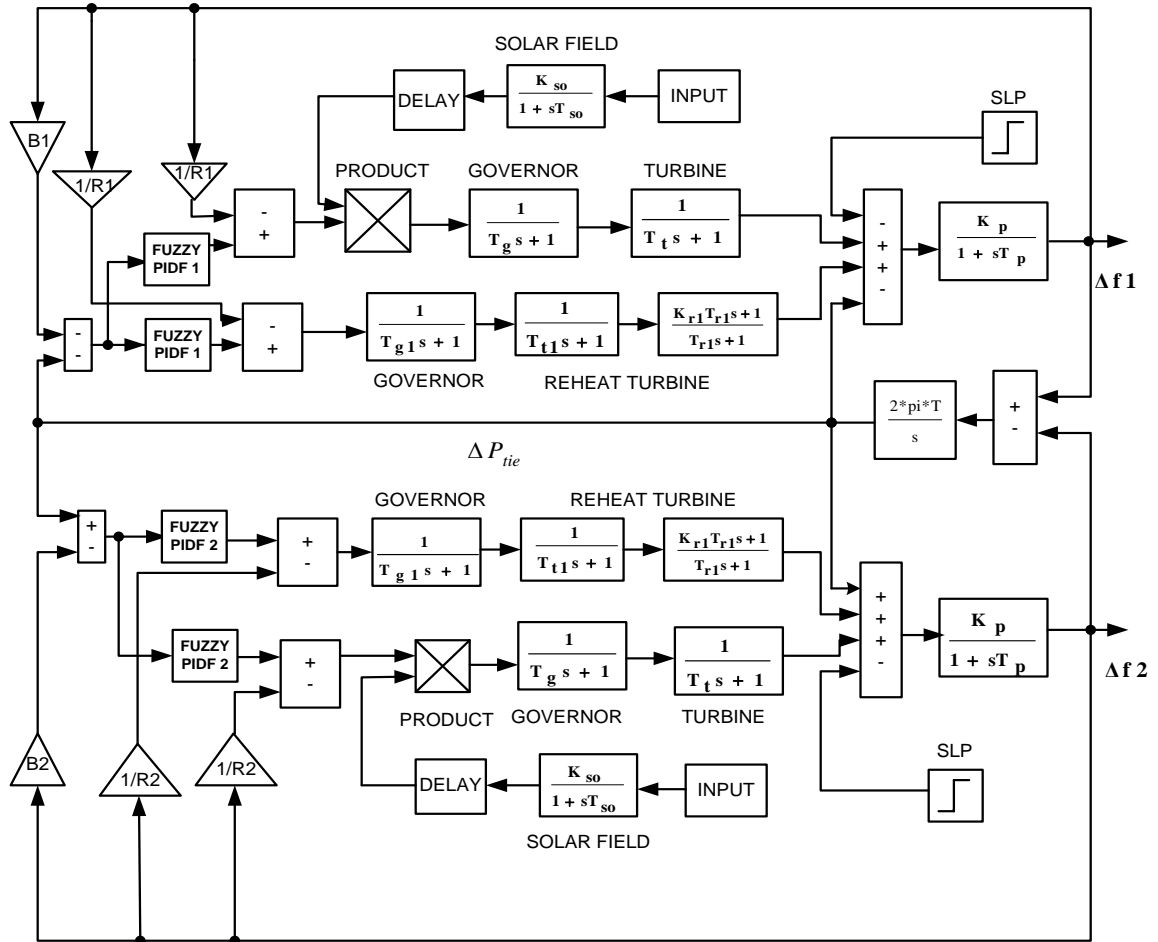 SOLAR FIELD
K so
1 + sT so
DELAY
INPUT
SLP
B1
1/R1
1/R1
PRODUCT
GOVERNOR
TURBINE
-
+
1
T g s + 1
1
T t s + 1
-
+
+
-
K p
1 + sT p
Δ f 1
FUZZY
PIDF 1
-
-
FUZZY
PIDF 1
-
+
1
T g1 s + 1
1
T t1 s + 1
K r1 T r1 s + 1
T r1 s + 1
GOVERNOR
REHEAT TURBINE
2*pi*T
s
+
-
Δ P tie
GOVERNOR
REHEAT TURBINE
+
-
FUZZY
PIDF 2
+
-
1
T g 1 s + 1
1
T t1 s + 1
K r1 T r1 s + 1
T r1 s + 1
+
+
+
-
K p
1 + sT p
Δ f 2
FUZZY
PIDF 2
+
-
1
T g s + 1
1
T t s + 1
PRODUCT
GOVERNOR
TURBINE
B2
1/R2
1/R2
DELAY
K so
1 + sT so
INPUT
SLP
SOLAR FIELD